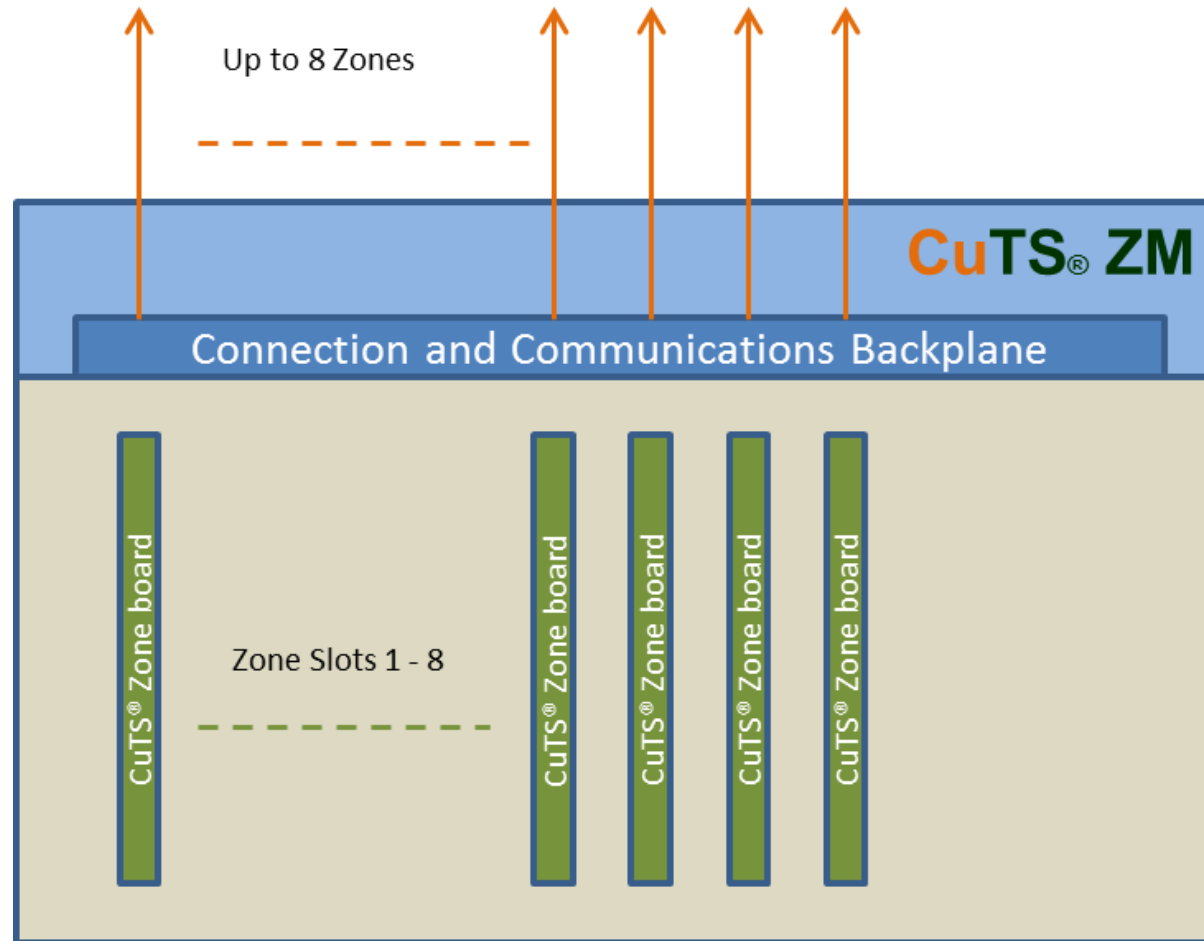 Up to 8 Zones
CuTS® ZM
Connection and Communications Backplane
CuTS® Zone board
Zone Slots 1 - 8
CuTS® Zone board
CuTS® Zone board
CuTS® Zone board
CuTS® Zone board